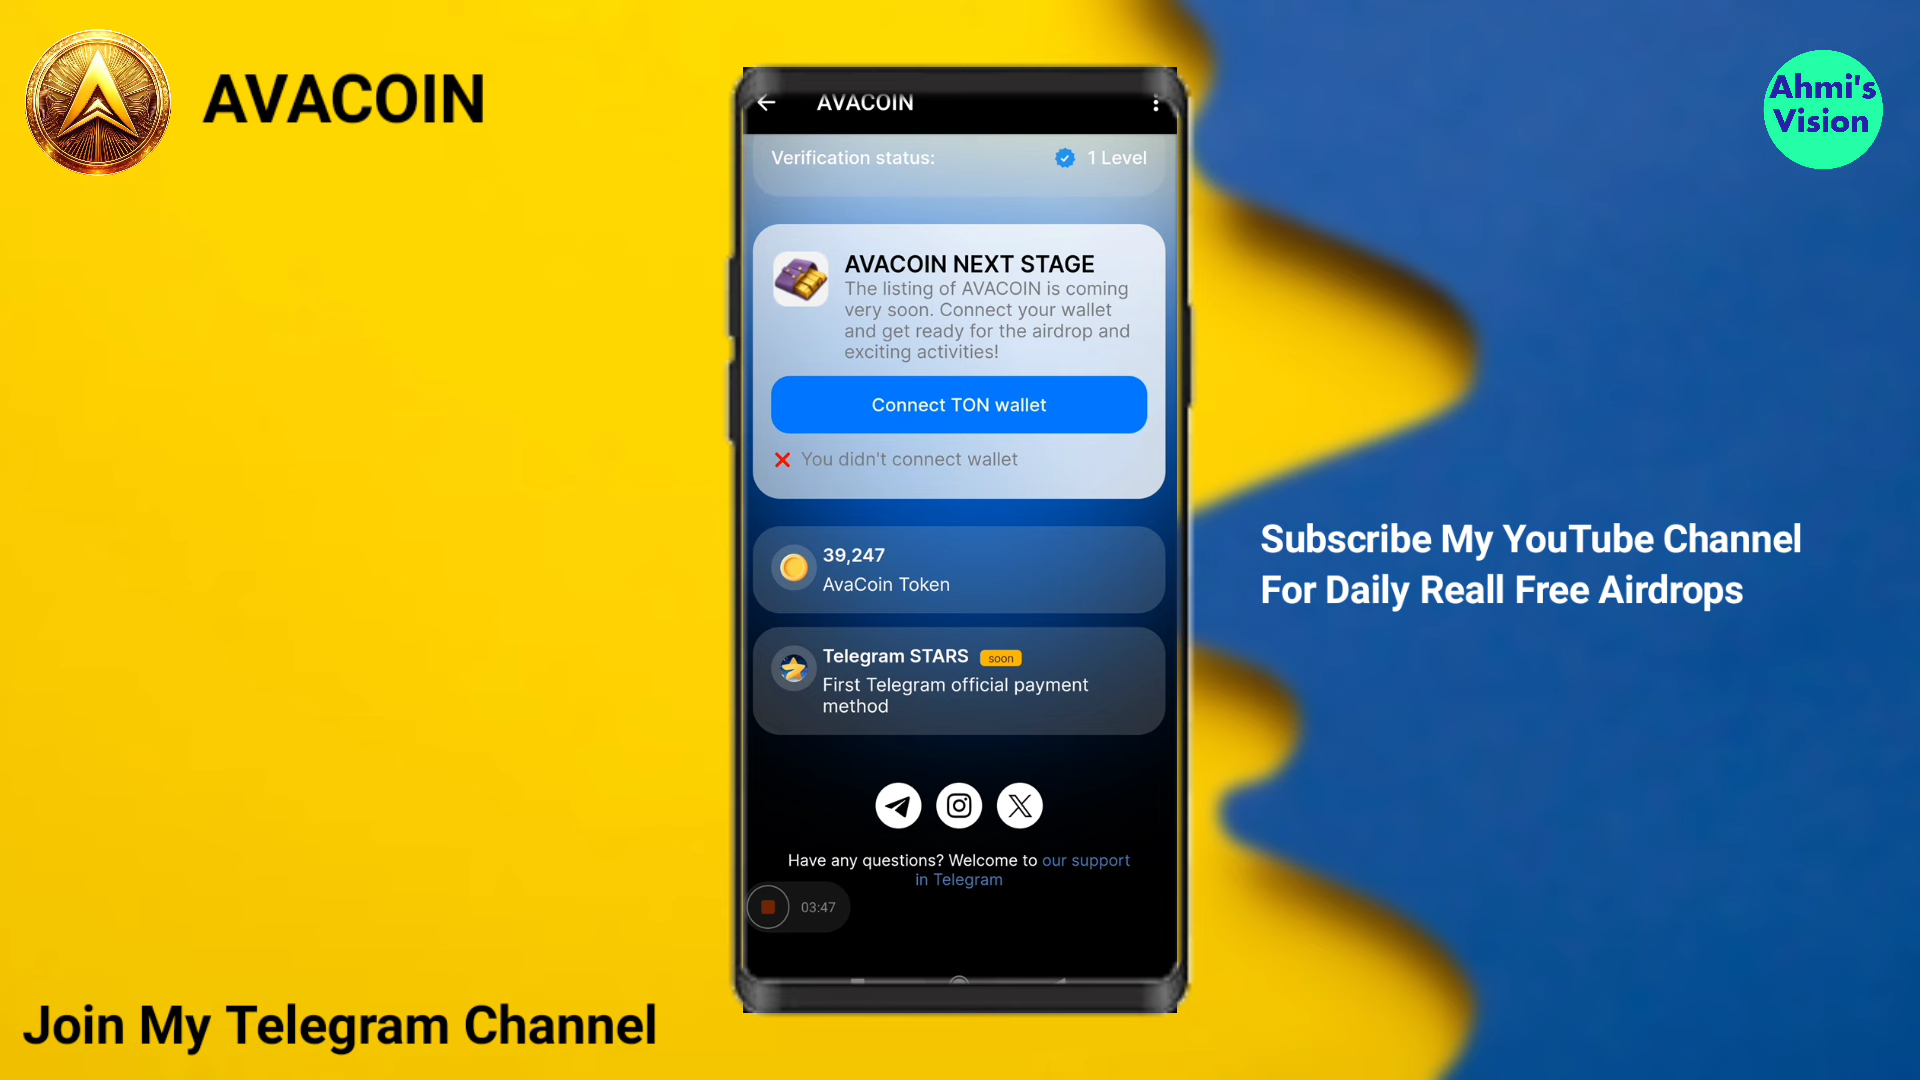 AVACOIN
Ahmi's
Vision
AVACOIN
Verification status:
1 Level
AVACOIN NEXT STAGE
The listing of AVACOIN is coming
very soon. Connect your wallet
and get ready for the airdrop and
exciting activities!
Connect TON wallet
You didn't connect wallet
39,247
AvaCoin Token
Telegram STARS soon
First Telegram official payment
method
Have any questions? Welcome to our support
in Telegram
03:47
Subscribe My YouTube Channel
For Daily Reall Free Airdrops
Join My Telegram Channel